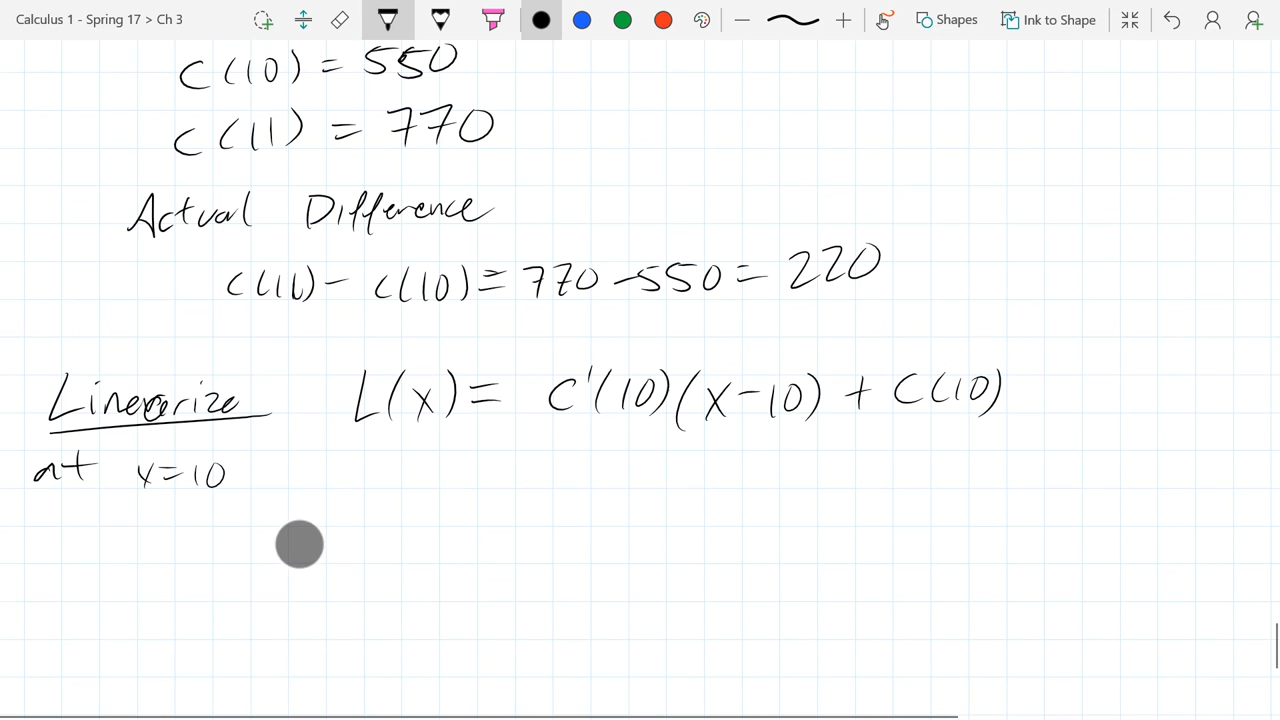 Calculus 1 - Spring 17 > Ch 3
Shapes
Ink to Shape
C(10) = 550
C(11) = 770
Actual Difference
C(11) - C(10) = 770 - 550 = 220
Linearize L(x) = C'(10)(x-10) + C(10)
at x=10